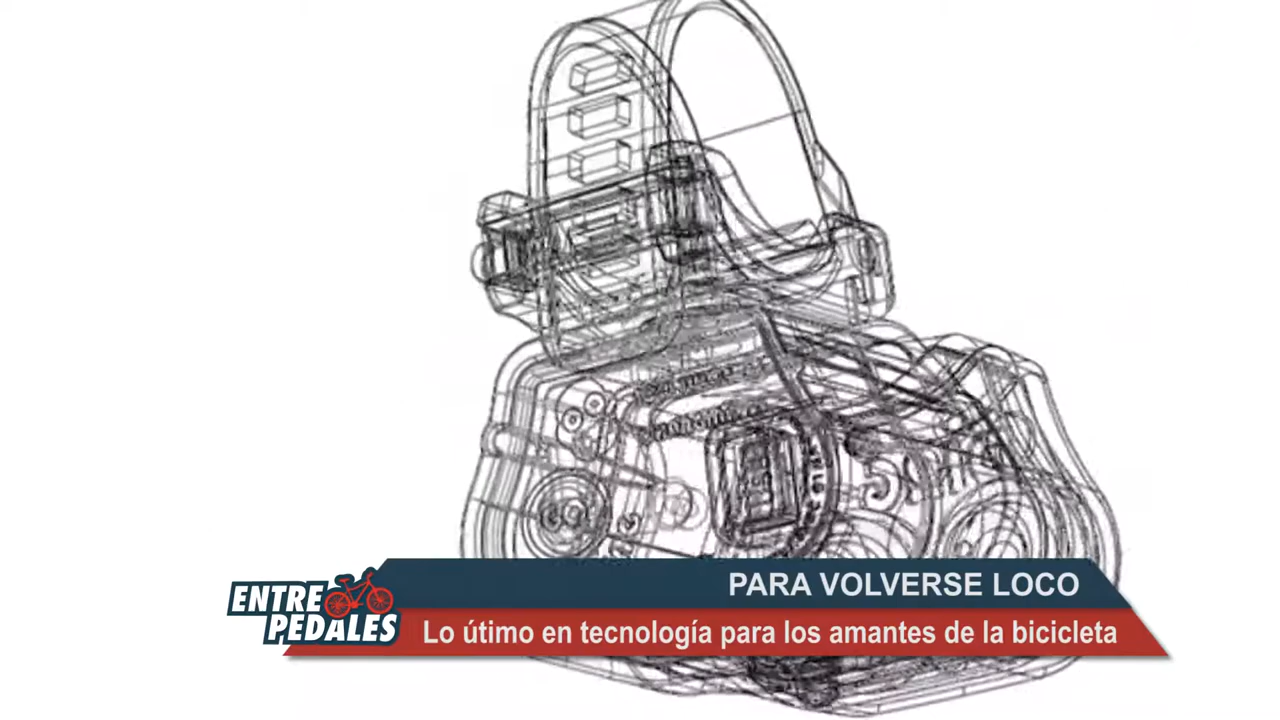 PARA VOLVERSE LOCO
ENTRE
PEDALES
Lo útimo en tecnología para los amantes de la bicicleta